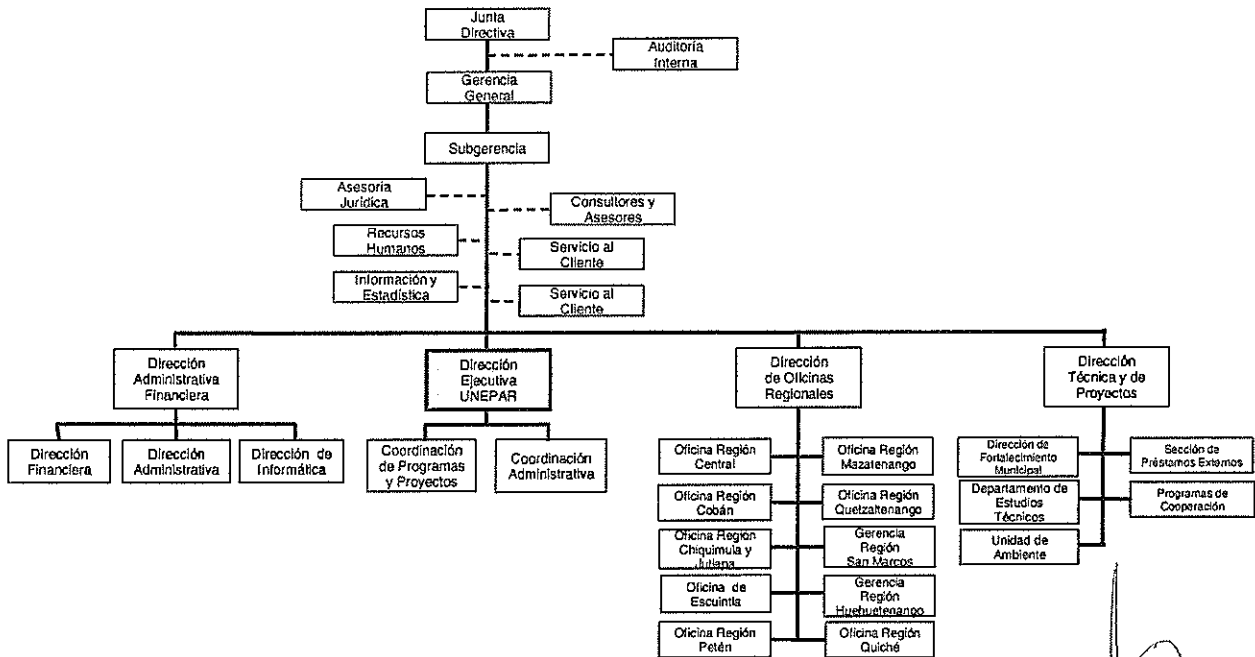 Junta
Directiva
Auditoría
Interna
Gerencia
General
Subgerencia
Asesoría
Jurídica
Consultores y
Asesores
Recursos
Humanos
Servicio al
Cliente
Información y
Estadística
Servicio al
Cliente
Dirección
Administrativa
Financiera
Dirección
Ejecutiva
UNEPAR
Dirección
de Oficinas
Regionales
Dirección
Técnica y de
Proyectos
Dirección
Financiera
Dirección
Administrativa
Dirección de
Informática
Coordinación
de Programas
y Proyectos
Coordinación
Administrativa
Oficina Región
Central
Oficina Región
Mazatenango
Oficina Región
Cobán
Oficina Región
Quetzaltenango
Oficina Región
Chiquimula y
Jutiapa
Gerencia
Región
San Marcos
Oficina de
Escuintla
Gerencia
Región
Huehuetenango
Oficina Región
Petén
Oficina Región
Quiché
Dirección de
Fortalecimiento
Municipal
Sección de
Préstamos Externos
Departamento de
Estudios
Técnicos
Programas de
Cooperación
Unidad de
Ambiente